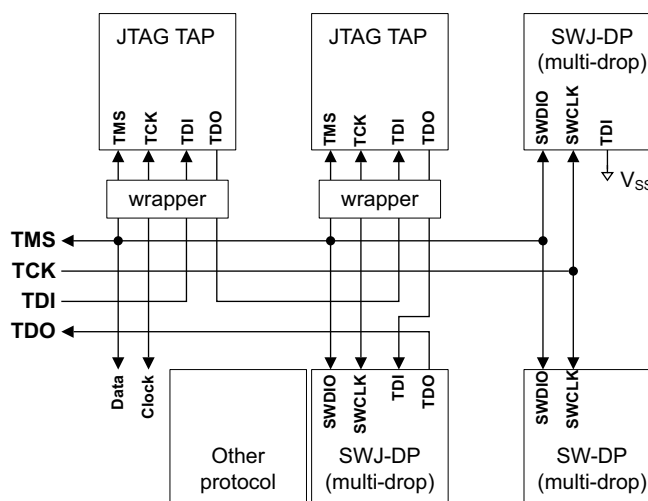 JTAG TAP
TMS
TCK
TDI
TDO
JTAG TAP
TMS
TCK
TDI
TDO
SWJ-DP
(multi-drop)
SWDIO
SWCLK
TDI
VSS
wrapper
wrapper
TMS
TCK
TDI
TDO
Data
Clock
Other
protocol
SWDIO
SWCLK
TDI
TDO
SWJ-DP
(multi-drop)
SWDIO
SWCLK
SW-DP
(multi-drop)